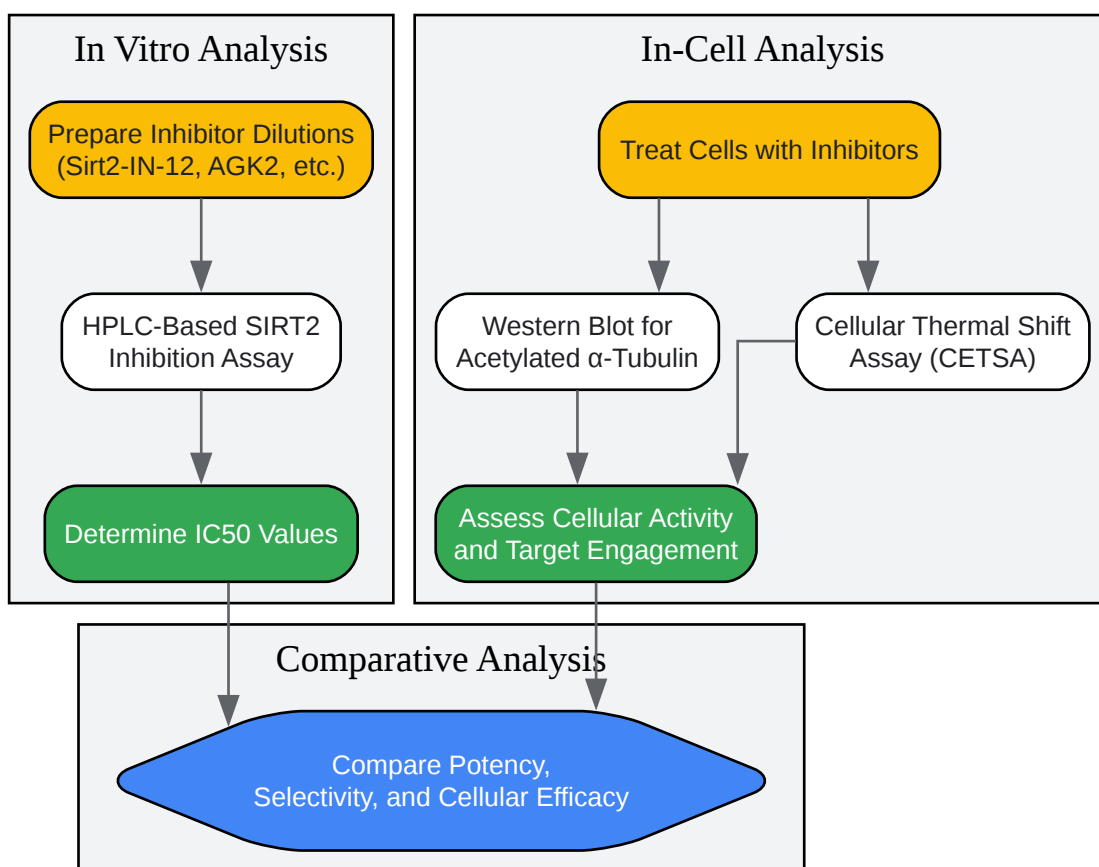 In Vitro Analysis
Prepare Inhibitor Dilutions
(Sirt2-IN-12, AGK2, etc.)
HPLC-Based SIRT2
Inhibition Assay
Determine IC50 Values
In-Cell Analysis
Treat Cells with Inhibitors
Western Blot for
Acetylated α-Tubulin
Cellular Thermal Shift
Assay (CETSA)
Assess Cellular Activity
and Target Engagement
Comparative Analysis
Compare Potency,
Selectivity, and Cellular Efficacy